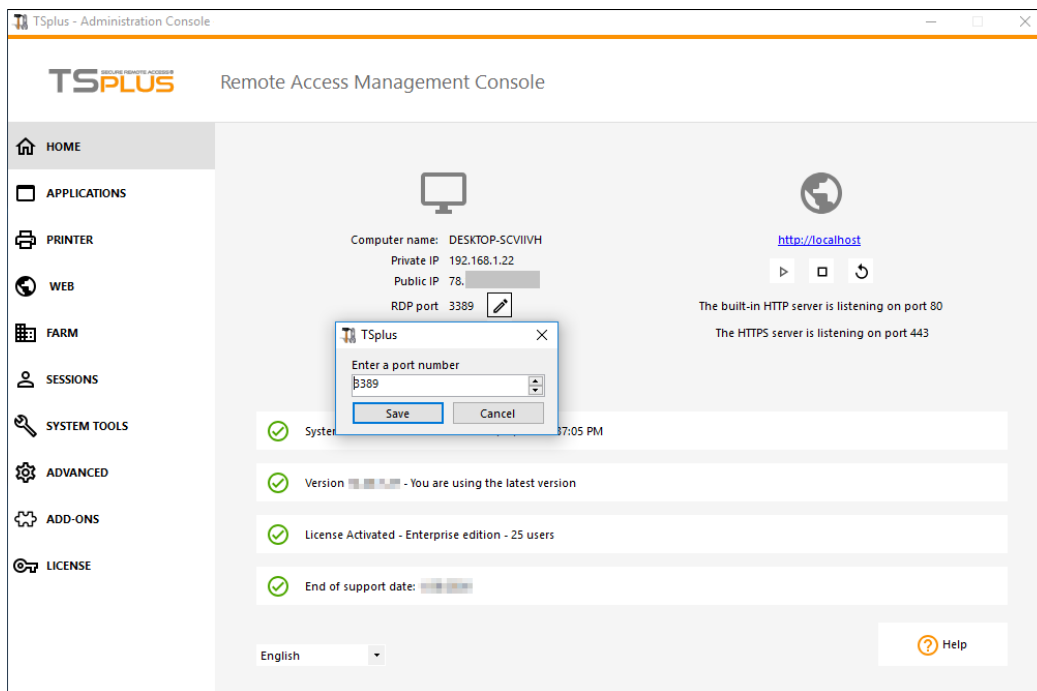 TSplus - Administration Console
TSPLUS
SECURE REMOTE ACCESS
Remote Access Management Console
HOME
APPLICATIONS
PRINTER
WEB
FARM
SESSIONS
SYSTEM TOOLS
ADVANCED
ADD-ONS
LICENSE
Computer name: DESKTOP-SCVIIVH
Private IP 192.168.1.22
Public IP 78.
RDP port 3389
http://localhost
The built-in HTTP server is listening on port 80
The HTTPS server is listening on port 443
TSplus
Enter a port number
3389
Save Cancel
37:05 PM
Version - You are using the latest version
License Activated - Enterprise edition - 25 users
End of support date:
English
Help